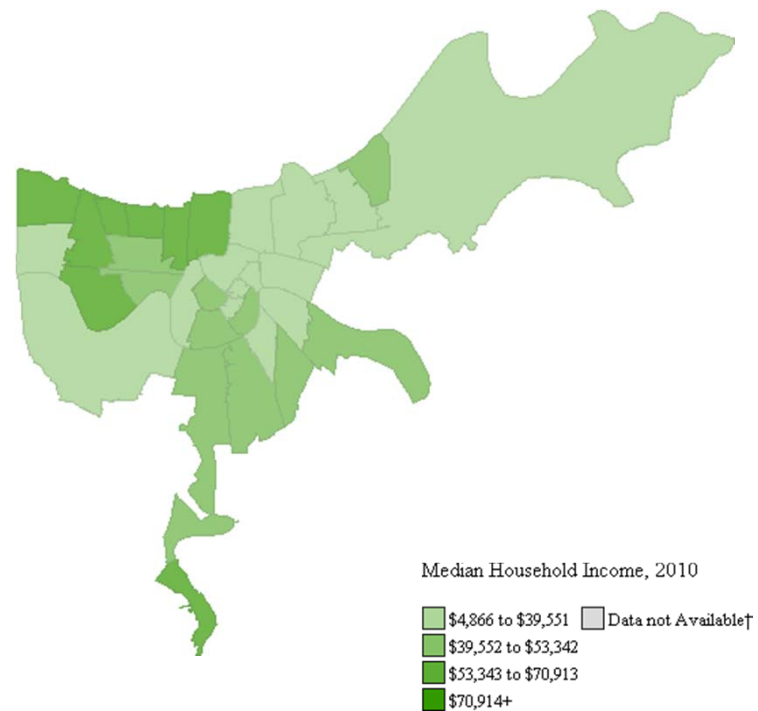 Median Household Income, 2010
$4,866 to $39,551 Data not Available†
$39,552 to $53,342
$53,343 to $70,913
$70,914+